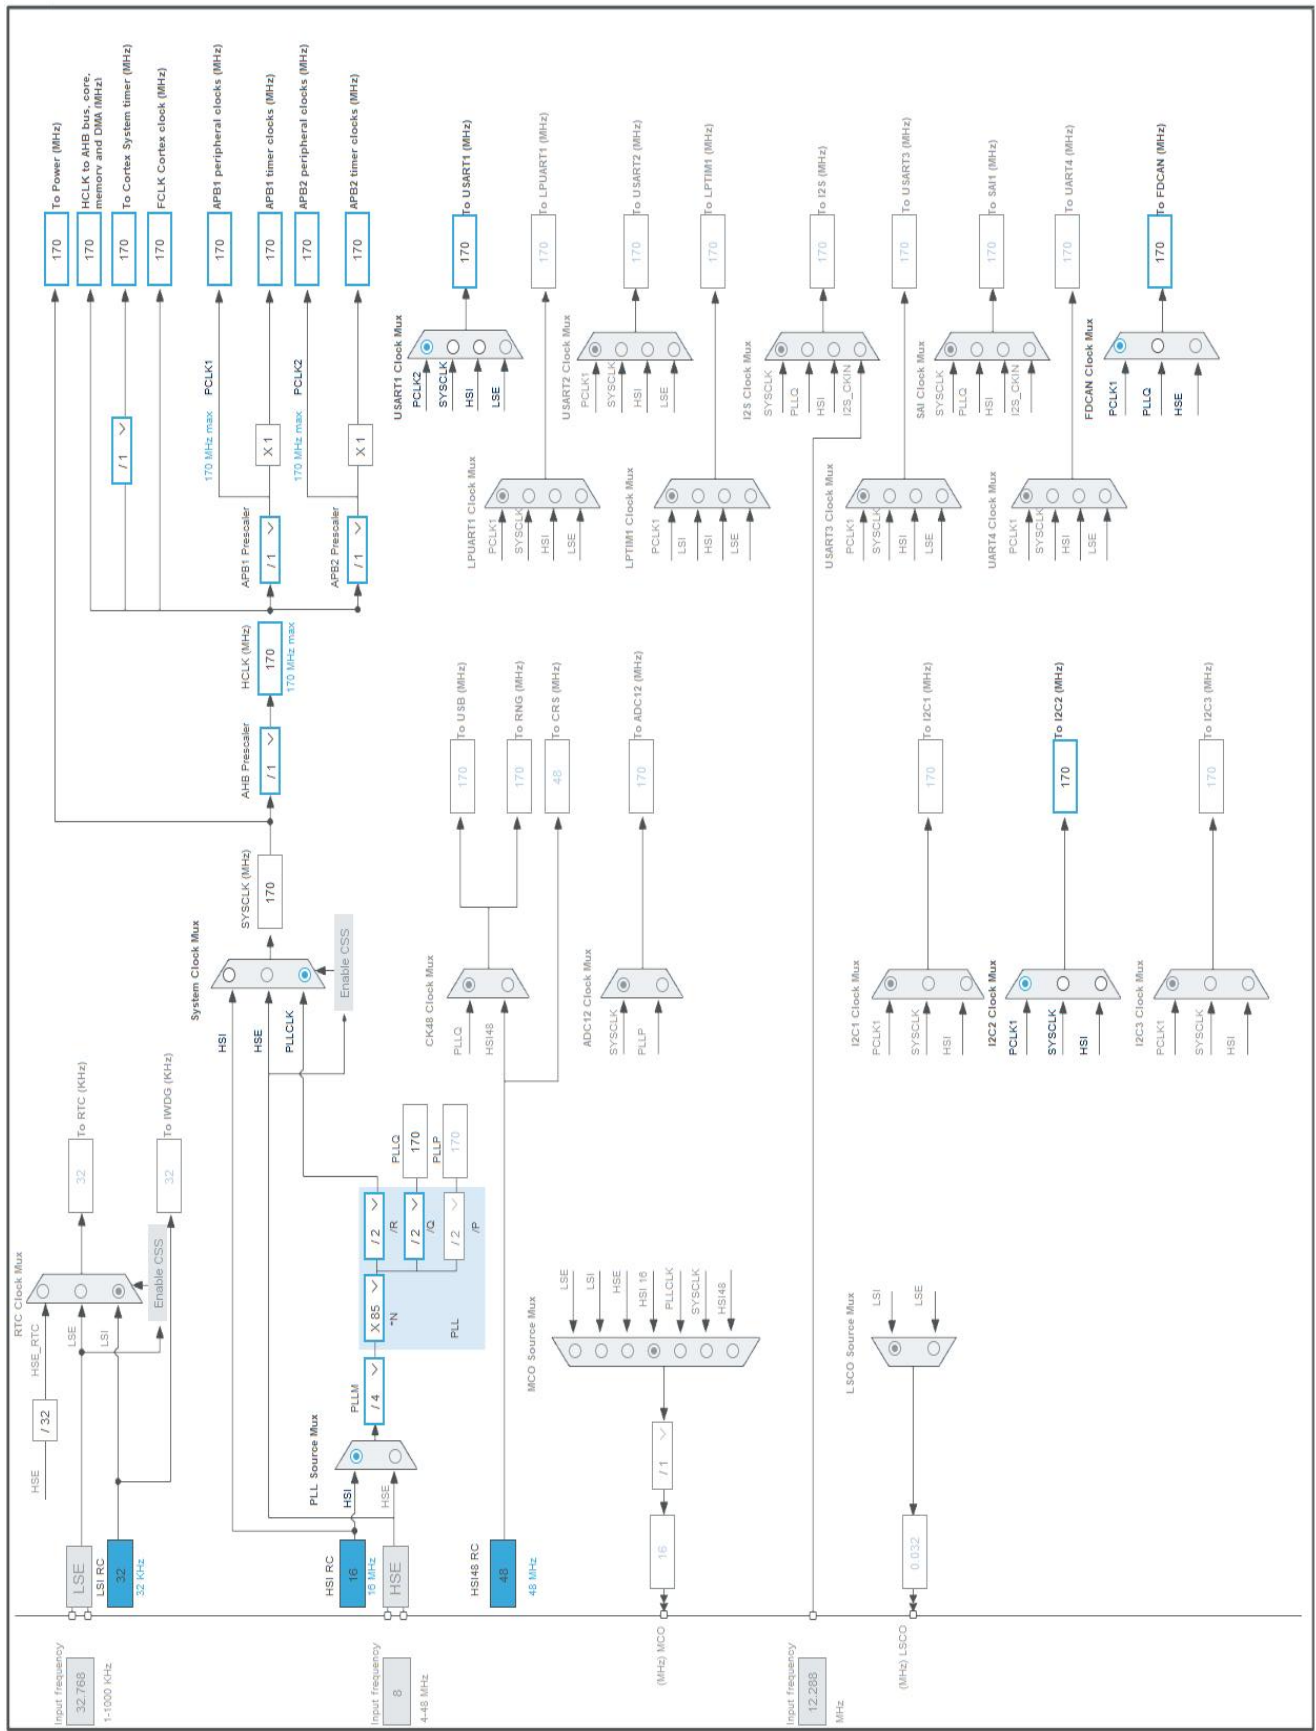 Input frequency
32.768
1-1000 KHz
LSE
LSI RC
32
32 KHz
HSE
/ 32
HSE_RTC
LSE
LSI
RTC Clock Mux
Enable CSS
32
To RTC (KHz)
32
To IWDG (KHz)
Input frequency
8
4-48 MHz
HSI RC
16
16 MHz
HSE
PLL Source Mux
HSI
HSE
PLLM
/ 4
X 85
*N
PLL
/ 2
/R
/ 2
/Q
/ 2
/P
PLLQ
170
PLLP
170
System Clock Mux
HSI
HSE
PLLCLK
Enable CSS
SYSCLK (MHz)
170
AHB Prescaler
/ 1
HCLK (MHz)
170
170 MHz max
APB1 Prescaler
/ 1
APB2 Prescaler
/ 1
/ 1
170 MHz max
PCLK1
X 1
170 MHz max
PCLK2
X 1
170
To Power (MHz)
170
HCLK to AHB bus, core,
memory and DMA (MHz)
170
To Cortex System timer (MHz)
170
FCLK Cortex clock (MHz)
170
APB1 peripheral clocks (MHz)
170
APB1 timer clocks (MHz)
170
APB2 peripheral clocks (MHz)
170
APB2 timer clocks (MHz)
HSI48 RC
48
48 MHz
CK48 Clock Mux
PLLQ
HSI48
170
To USB (MHz)
170
To RNG (MHz)
48
To CRS (MHz)
ADC12 Clock Mux
SYSCLK
PLLP
170
To ADC12 (MHz)
USART1 Clock Mux
PCLK2
SYSCLK
HSI
LSE
170
To USART1 (MHz)
LPUART1 Clock Mux
PCLK1
SYSCLK
HSI
LSE
170
To LPUART1 (MHz)
USART2 Clock Mux
PCLK1
SYSCLK
HSI
LSE
170
To USART2 (MHz)
LPTIM1 Clock Mux
PCLK1
LSI
HSI
LSE
170
To LPTIM1 (MHz)
I2S Clock Mux
SYSCLK
PLLQ
HSI
I2S_CKIN
170
To I2S (MHz)
USART3 Clock Mux
PCLK1
SYSCLK
HSI
LSE
170
To USART3 (MHz)
SAI Clock Mux
SYSCLK
PLLQ
HSI
I2S_CKIN
170
To SAI1 (MHz)
UART4 Clock Mux
PCLK1
SYSCLK
HSI
LSE
170
To UART4 (MHz)
FDCAN Clock Mux
PCLK1
PLLQ
HSE
170
To FDCAN (MHz)
I2C1 Clock Mux
PCLK1
SYSCLK
HSI
170
To I2C1 (MHz)
I2C2 Clock Mux
PCLK1
SYSCLK
HSI
170
To I2C2 (MHz)
I2C3 Clock Mux
PCLK1
SYSCLK
HSI
170
To I2C3 (MHz)
MCO Source Mux
LSE
LSI
HSE
HSI 16
PLLCLK
SYSCLK
HSI48
/ 1
16
(MHz) MCO
Input frequency
12.288
MHz
LSCO Source Mux
LSI
LSE
0.032
(MHz) LSCO